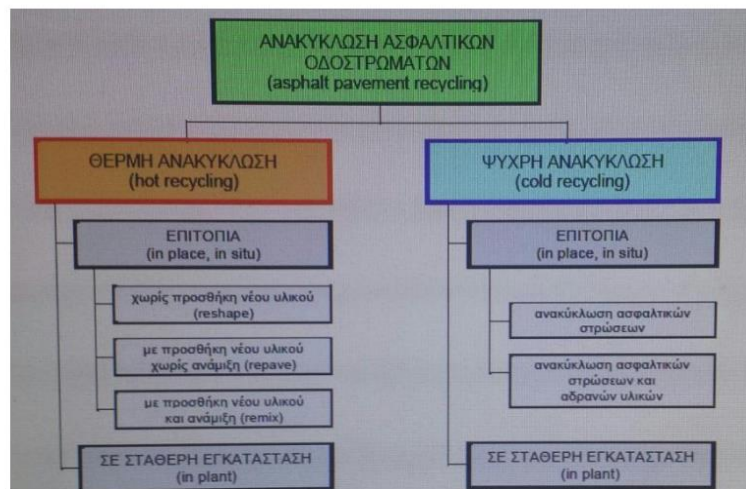 ΑΝΑΚΥΚΛΩΣΗ ΑΣΦΑΛΤΙΚΩΝ
ΟΔΟΣΤΡΩΜΑΤΩΝ
(asphalt pavement recycling)
ΘΕΡΜΗ ΑΝΑΚΥΚΛΩΣΗ
(hot recycling)
ΕΠΙΤΟΠΙΑ
(in place, in situ)
χωρίς προσθήκη νέου υλικού
(reshape)
με προσθήκη νέου υλικού
χωρίς ανάμιξη (repave)
με προσθήκη νέου υλικού
και ανάμιξη (remix)
ΣΕ ΣΤΑΘΕΡΗ ΕΓΚΑΤΑΣΤΑΣΗ
(in plant)
ΨΥΧΡΗ ΑΝΑΚΥΚΛΩΣΗ
(cold recycling)
ΕΠΙΤΟΠΙΑ
(in place, in situ)
ανακύκλωση ασφαλτικών
στρώσεων
ανακύκλωση ασφαλτικών
στρώσεων και
αδρανών υλικών
ΣΕ ΣΤΑΘΕΡΗ ΕΓΚΑΤΑΣΤΑΣΗ
(in plant)